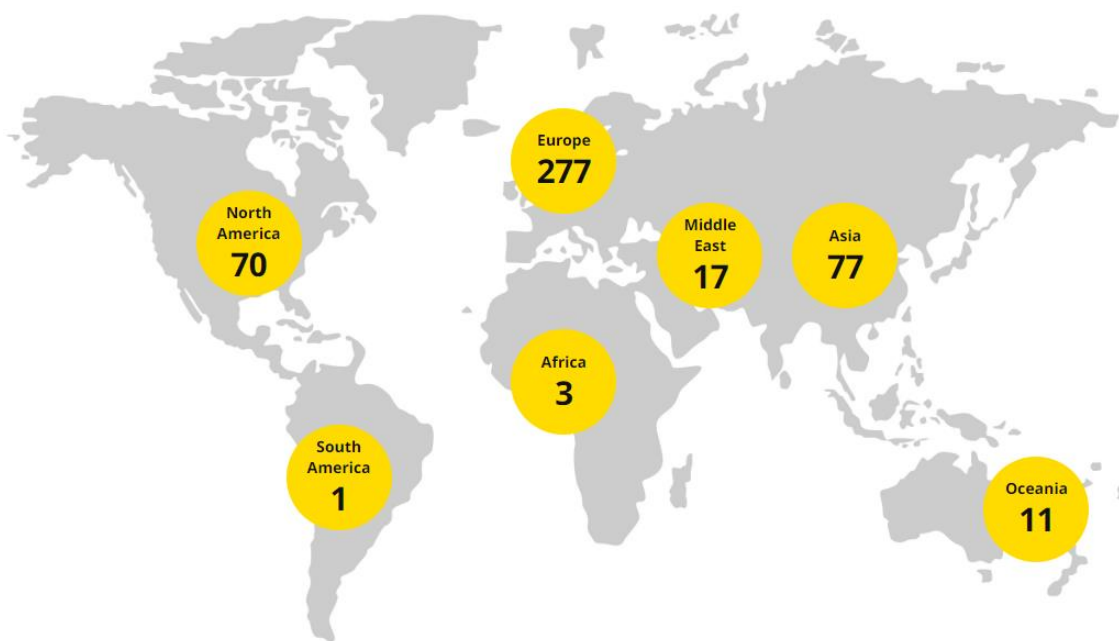 Europe
277
North
America
70
Middle
East
17
Asia
77
Africa
3
South
America
1
Oceania
11